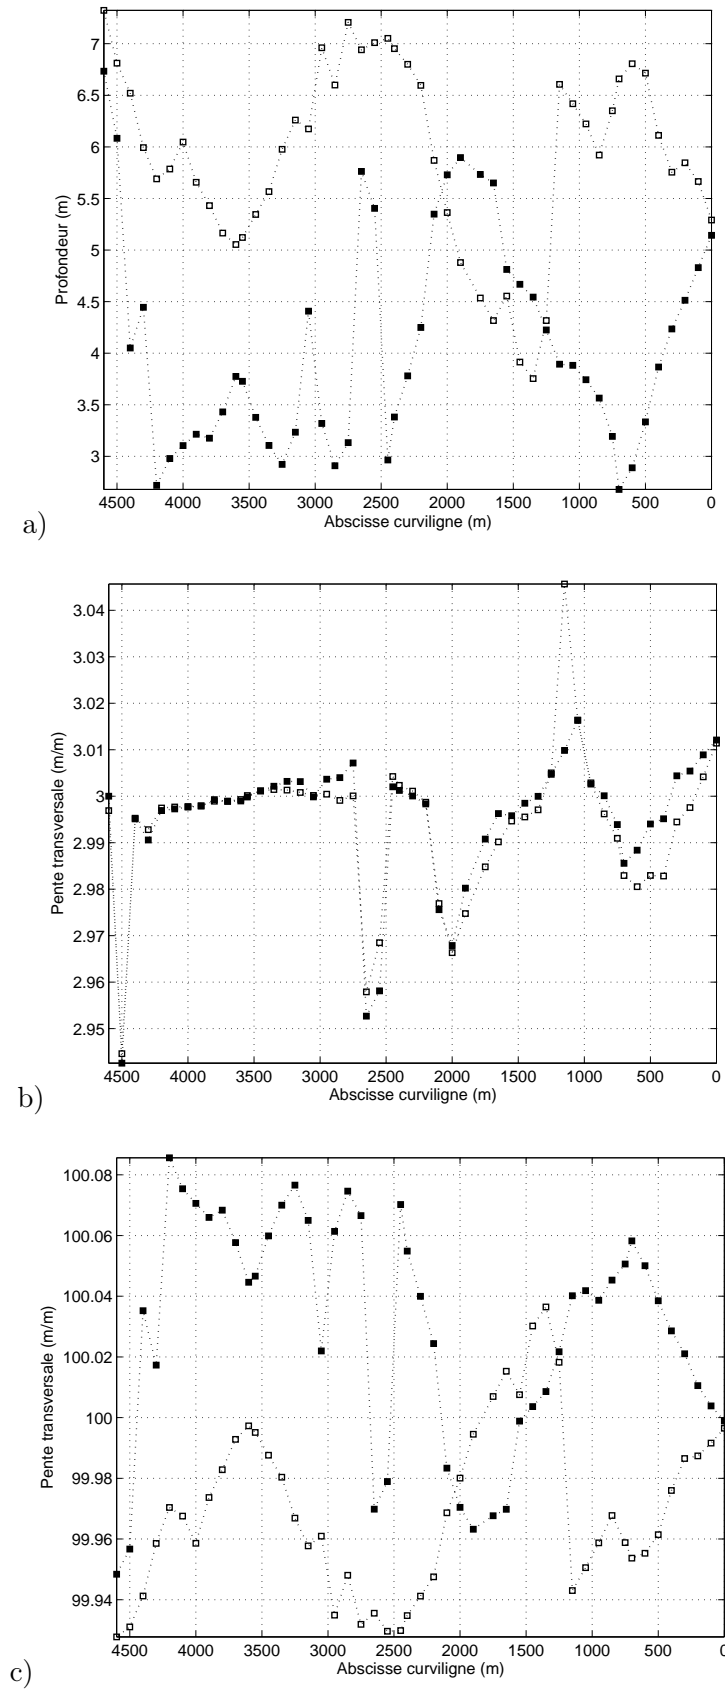 7
6.5
6
5.5
5
4.5
4
3.5
3
Profondeur (m)
4500 4000 3500 3000 2500 2000 1500 1000 500 0
Abscisse curviligne (m)
a)
3.04
3.03
3.02
3.01
3
2.99
2.98
2.97
2.96
2.95
Pente transversale (m/m)
4500 4000 3500 3000 2500 2000 1500 1000 500 0
Abscisse curviligne (m)
b)
100.08
100.06
100.04
100.02
100
99.98
99.96
99.94
Pente transversale (m/m)
4500 4000 3500 3000 2500 2000 1500 1000 500 0
Abscisse curviligne (m)
c)